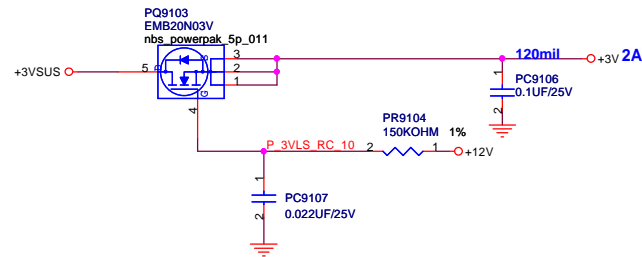 PQ9103
EMB20N03V
nbs_powerpak_5p_011
+3VSUS
5
D
S
G
3
2
1
4
120mil
+3V
2A
1
2
PC9106
0.1UF/25V
PR9104
150KOHM 1%
P_3VLS_RC_10
2
1
+12V
1
2
PC9107
0.022UF/25V